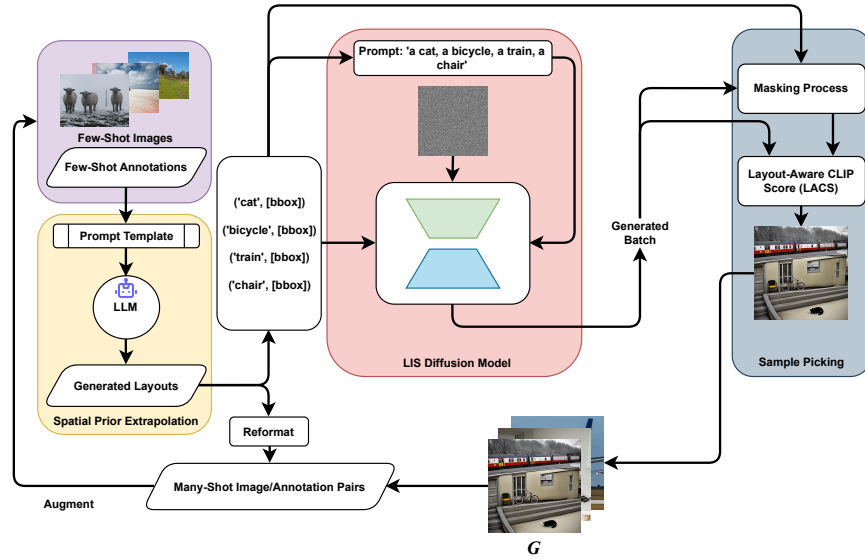 Few-Shot Images
Few-Shot Annotations
Prompt Template
LLM
Generated Layouts
Spatial Prior Extrapolation
('cat', [bbox])
('bicycle', [bbox])
('train', [bbox])
('chair', [bbox])
Prompt: 'a cat, a bicycle, a train, a
chair'
LIS Diffusion Model
Generated
Batch
Masking Process
Layout-Aware CLIP
Score (LACS)
Sample Picking
Reformat
Many-Shot Image/Annotation Pairs
Augment
G